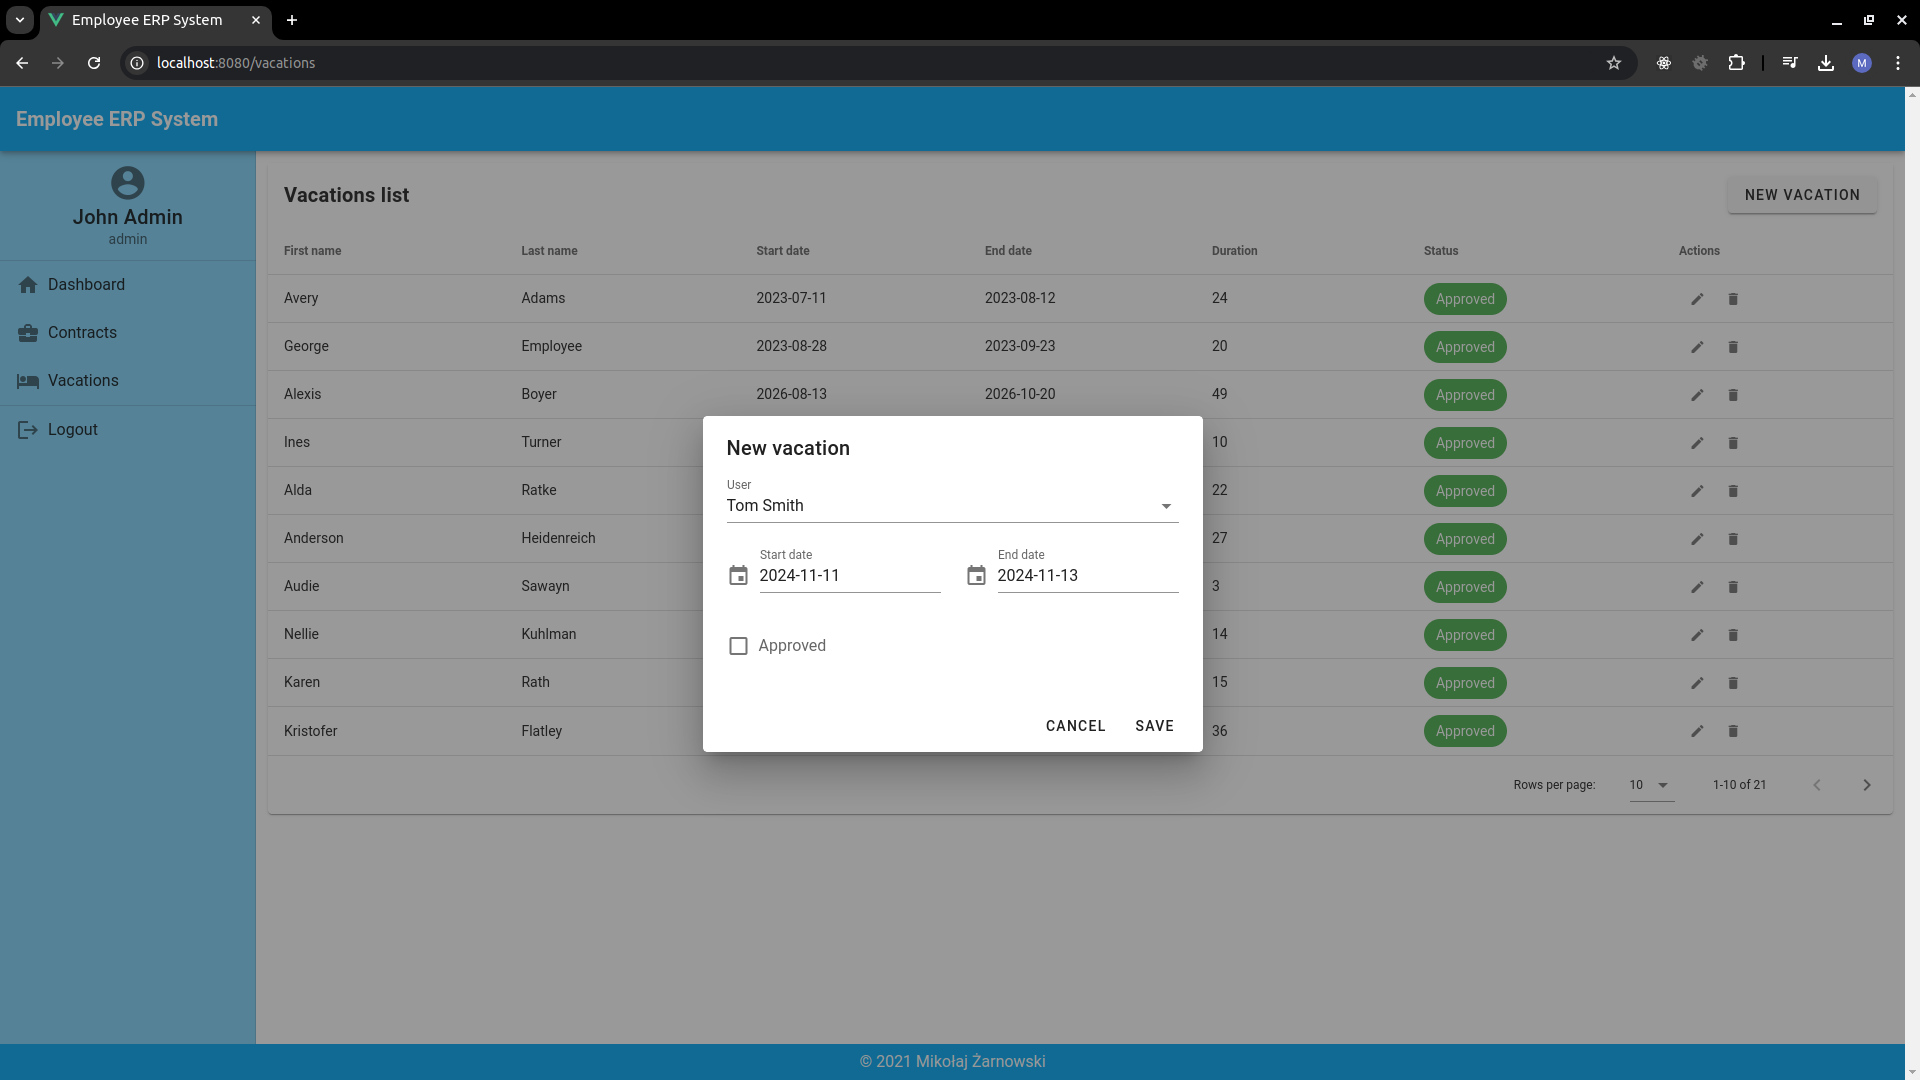 Employee ERP System
localhost:8080/vacations
M
Employee ERP System
John Admin
admin
Dashboard
Contracts
Vacations
Logout
Vacations list
NEW VACATION
First name Last name Start date End date Duration Status Actions
Avery Adams 2023-07-11 2023-08-12 24 Approved
George Employee 2023-08-28 2023-09-23 20 Approved
Alexis Boyer 2026-08-13 2026-10-20 49 Approved
Ines Turner 10 Approved
Alda Ratke 22 Approved
Anderson Heidenreich 27 Approved
Audie Sawayn 3 Approved
Nellie Kuhlman 14 Approved
Karen Rath 15 Approved
Kristofer Flatley 36 Approved
New vacation
User
Tom Smith
Start date End date
2024-11-11 2024-11-13
Approved
CANCEL SAVE
Rows per page: 10 1-10 of 21
© 2021 Mikołaj Żarnowski